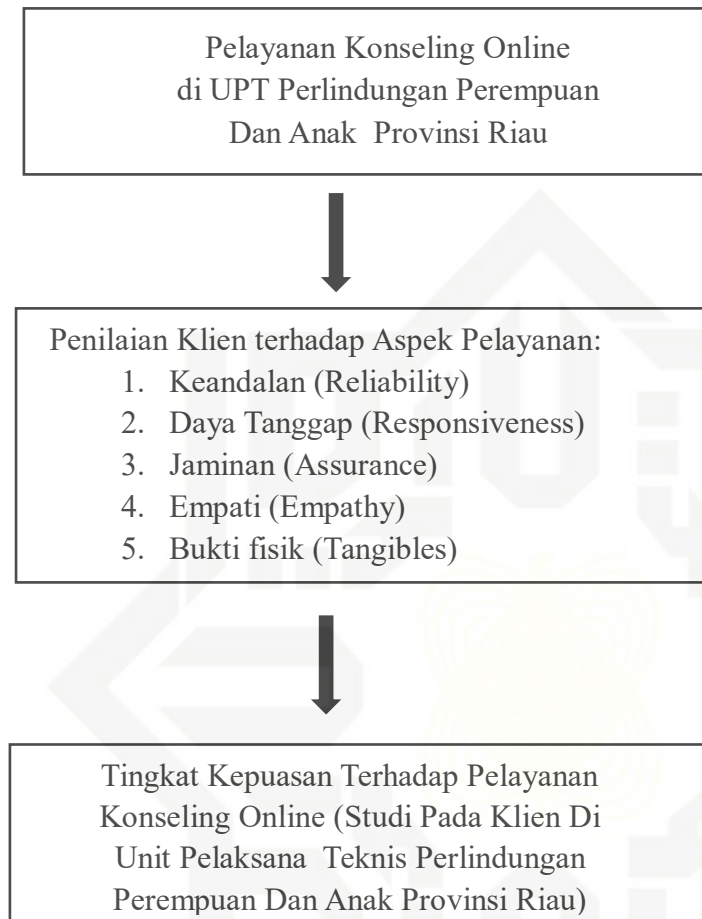 Pelayanan Konseling Online
di UPT Perlindungan Perempuan
Dan Anak Provinsi Riau
Penilaian Klien terhadap Aspek Pelayanan:
1. Keandalan (Reliability)
2. Daya Tanggap (Responsiveness)
3. Jaminan (Assurance)
4. Empati (Empathy)
5. Bukti fisik (Tangibles)
Tingkat Kepuasan Terhadap Pelayanan
Konseling Online (Studi Pada Klien Di
Unit Pelaksana Teknis Perlindungan
Perempuan Dan Anak Provinsi Riau)